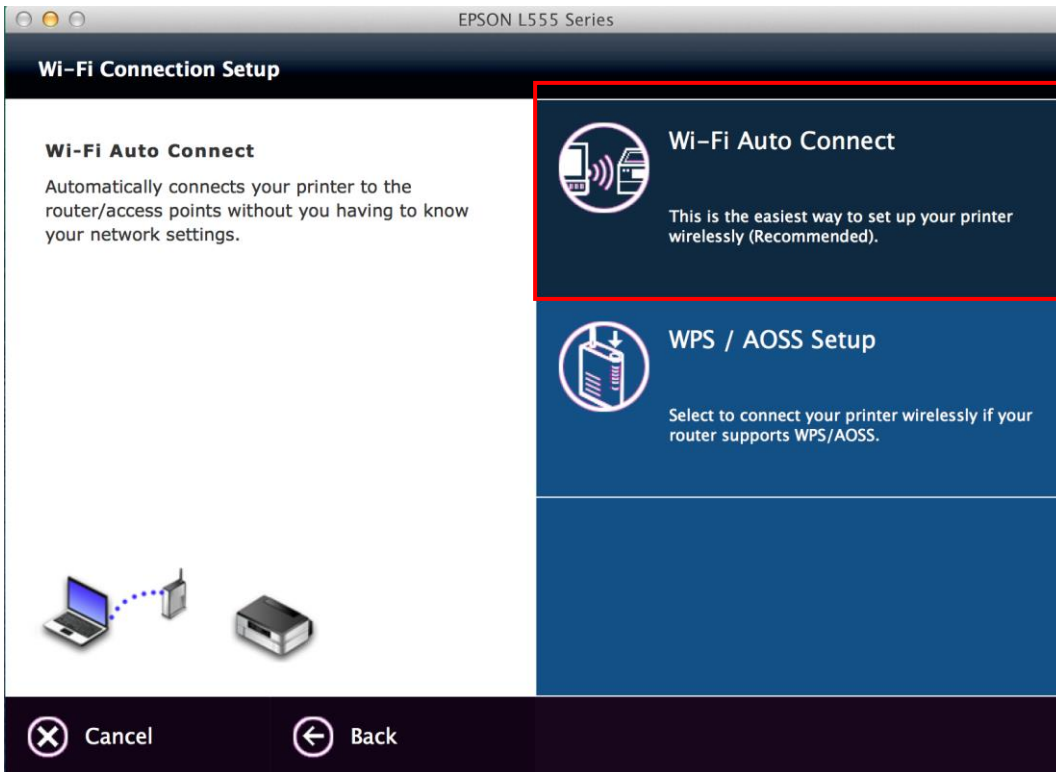 EPSON L555 Series
Wi-Fi Connection Setup
Wi-Fi Auto Connect
Automatically connects your printer to the
router/access points without you having to know
your network settings.
Wi-Fi Auto Connect
This is the easiest way to set up your printer
wirelessly (Recommended).
WPS / AOSS Setup
Select to connect your printer wirelessly if your
router supports WPS/AOSS.
Cancel
Back